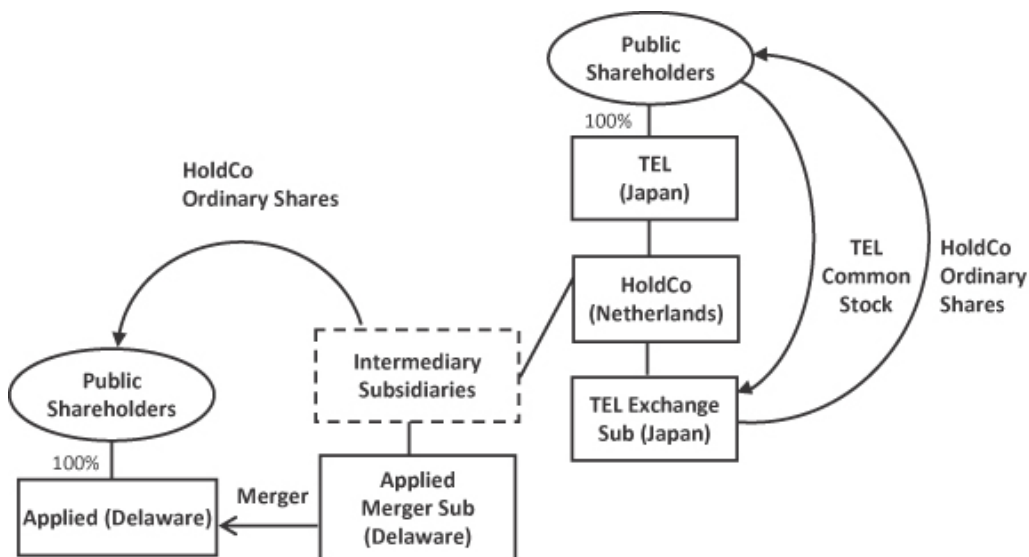 Public
Shareholders
100%
TEL
(Japan)
HoldCo
Ordinary Shares
HoldCo
(Netherlands)
TEL
Common
Stock
HoldCo
Ordinary
Shares
Intermediary
Subsidiaries
Public
Shareholders
TEL Exchange
Sub (Japan)
100%
Applied (Delaware)
Merger
Applied
Merger Sub
(Delaware)